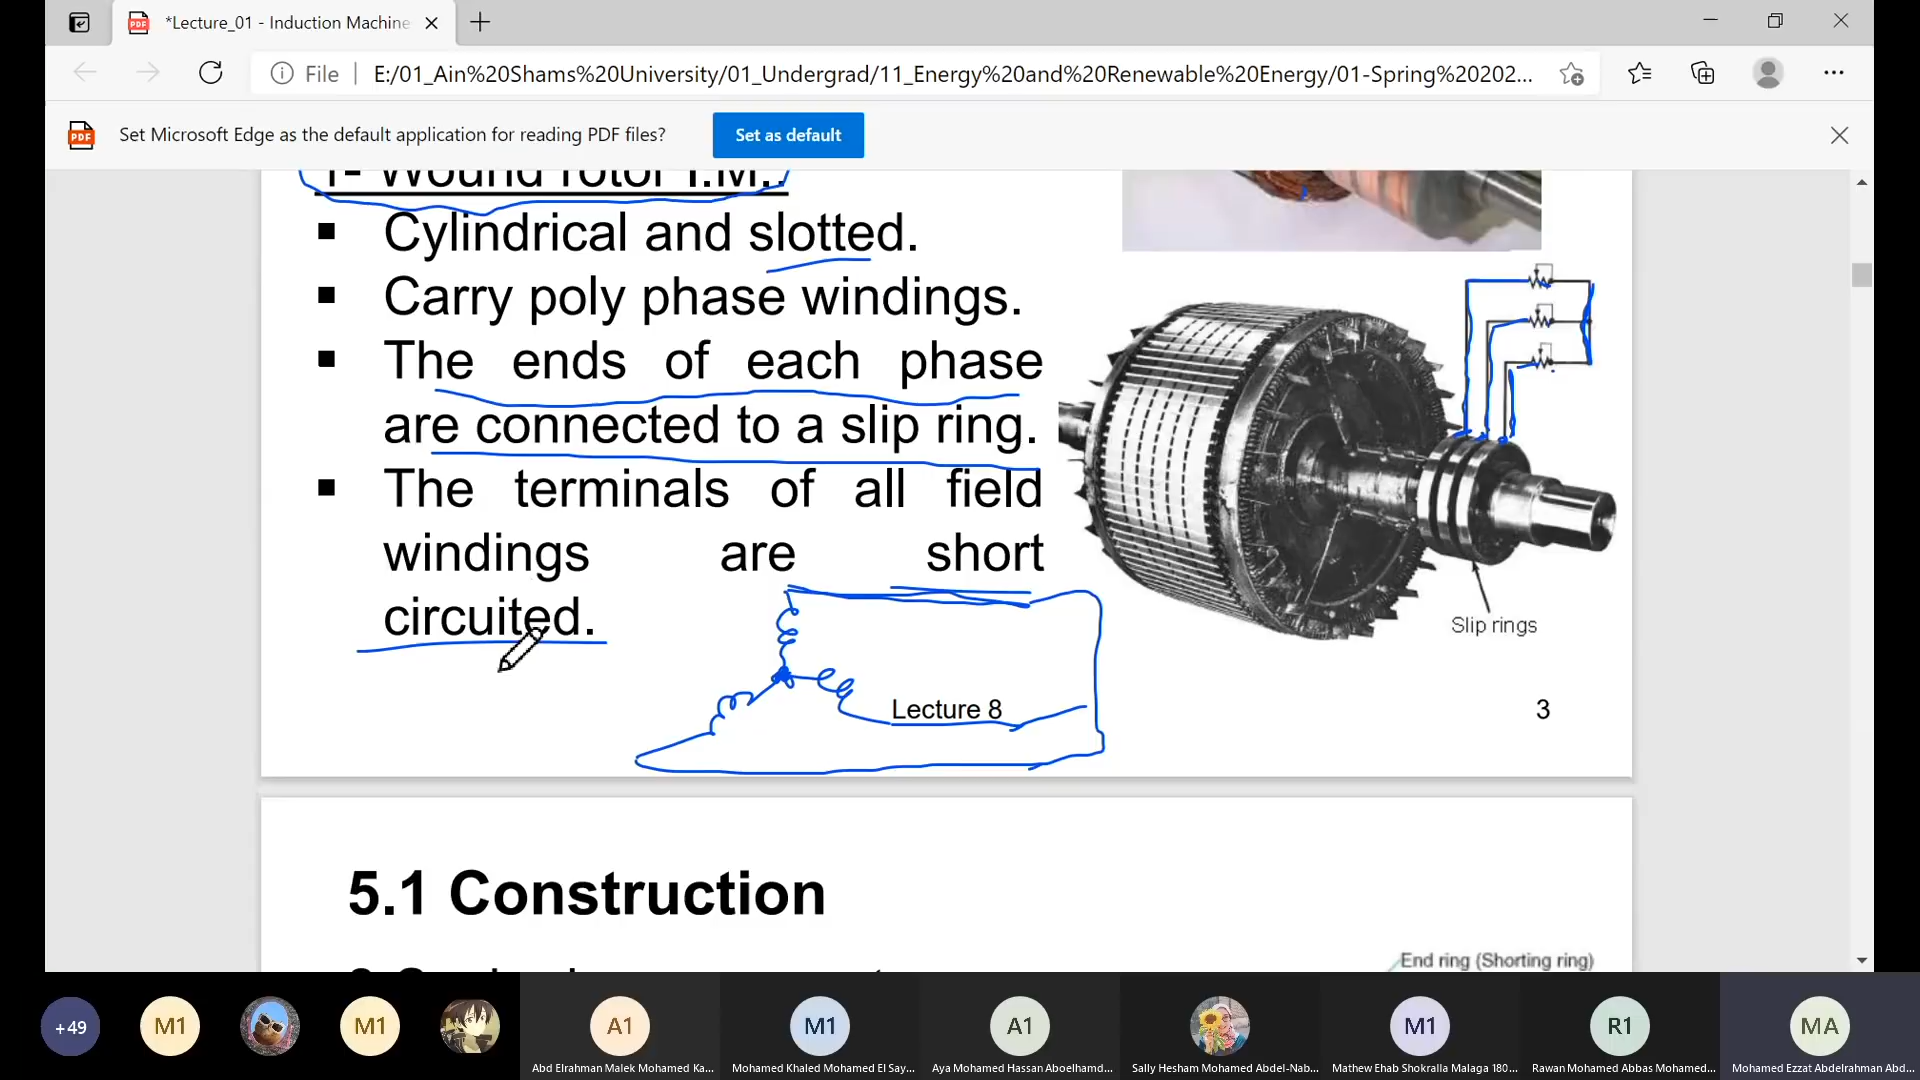 *Lecture_01 - Induction Machine
File
E:/01_Ain%20Shams%20University/01_Undergrad/11_Energy%20and%20Renewable%20Energy/01-Spring%20202...
PDF
Set Microsoft Edge as the default application for reading PDF files?
Set as default
1- Wound rotor I.M.:
Cylindrical and slotted.
Carry poly phase windings.
The ends of each phase
are connected to a slip ring.
The terminals of all field
windings are short
circuited.
Slip rings
Lecture 8
3
5.1 Construction
End ring (Shorting ring)
+49
M1
M1
A1
M1
A1
M1
R1
MA
Abd Elrahman Malek Mohamed Ka...
Mohamed Khaled Mohamed El Say...
Aya Mohamed Hassan Aboelhamd...
Sally Hesham Mohamed Abdel-Nab...
Mathew Ehab Shokralla Malaga 180...
Rawan Mohamed Abbas Mohamed...
Mohamed Ezzat Abdelrahman Abd...